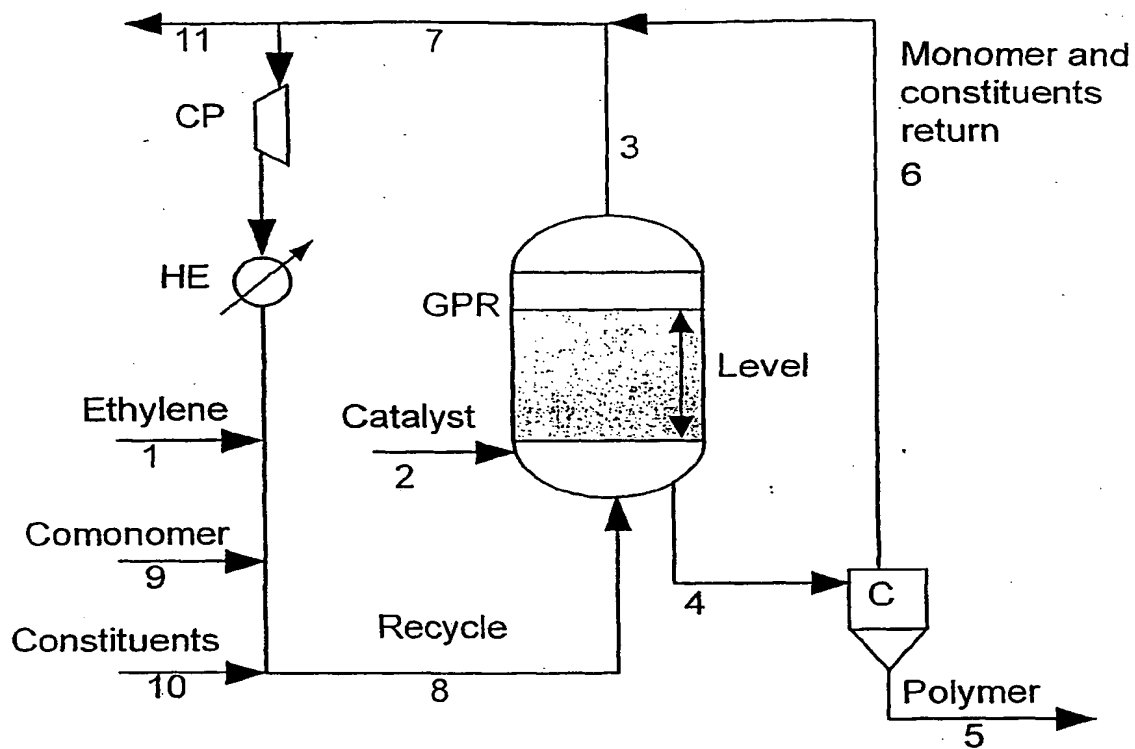 11
7
CP
Monomer and
constituents
return
6
3
HE
GPR
Level
Ethylene
1
Catalyst
2
Comonomer
9
Constituents
10
Recycle
8
4
C
Polymer
5